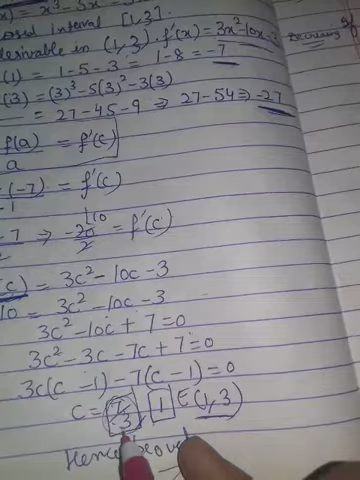 (x) = x³ - 5x
osed interval [1,3]
desirable in (1,3). f'(x) = 3x² - 10x - 3
(1) = 1-5-3 = 1-8 = -7
(3) = (3)³ - 5(3)² - 3(3)
= 27-45-9 ⇒ 27-54 ⇒ -27
f(a) = f'(c)
a
(-7) = f'(c)
-1
-7 ⇒ -20/2 10 = f'(c)
c) = 3c² - 10c - 3
10 = 3c² - 10c - 3
3c² - 10c + 7 = 0
3c² - 3c - 7c + 7 = 0
3c(c-1) - 7(c-1) = 0
c = 7/3, 1 ∈ (1,3)
Hence